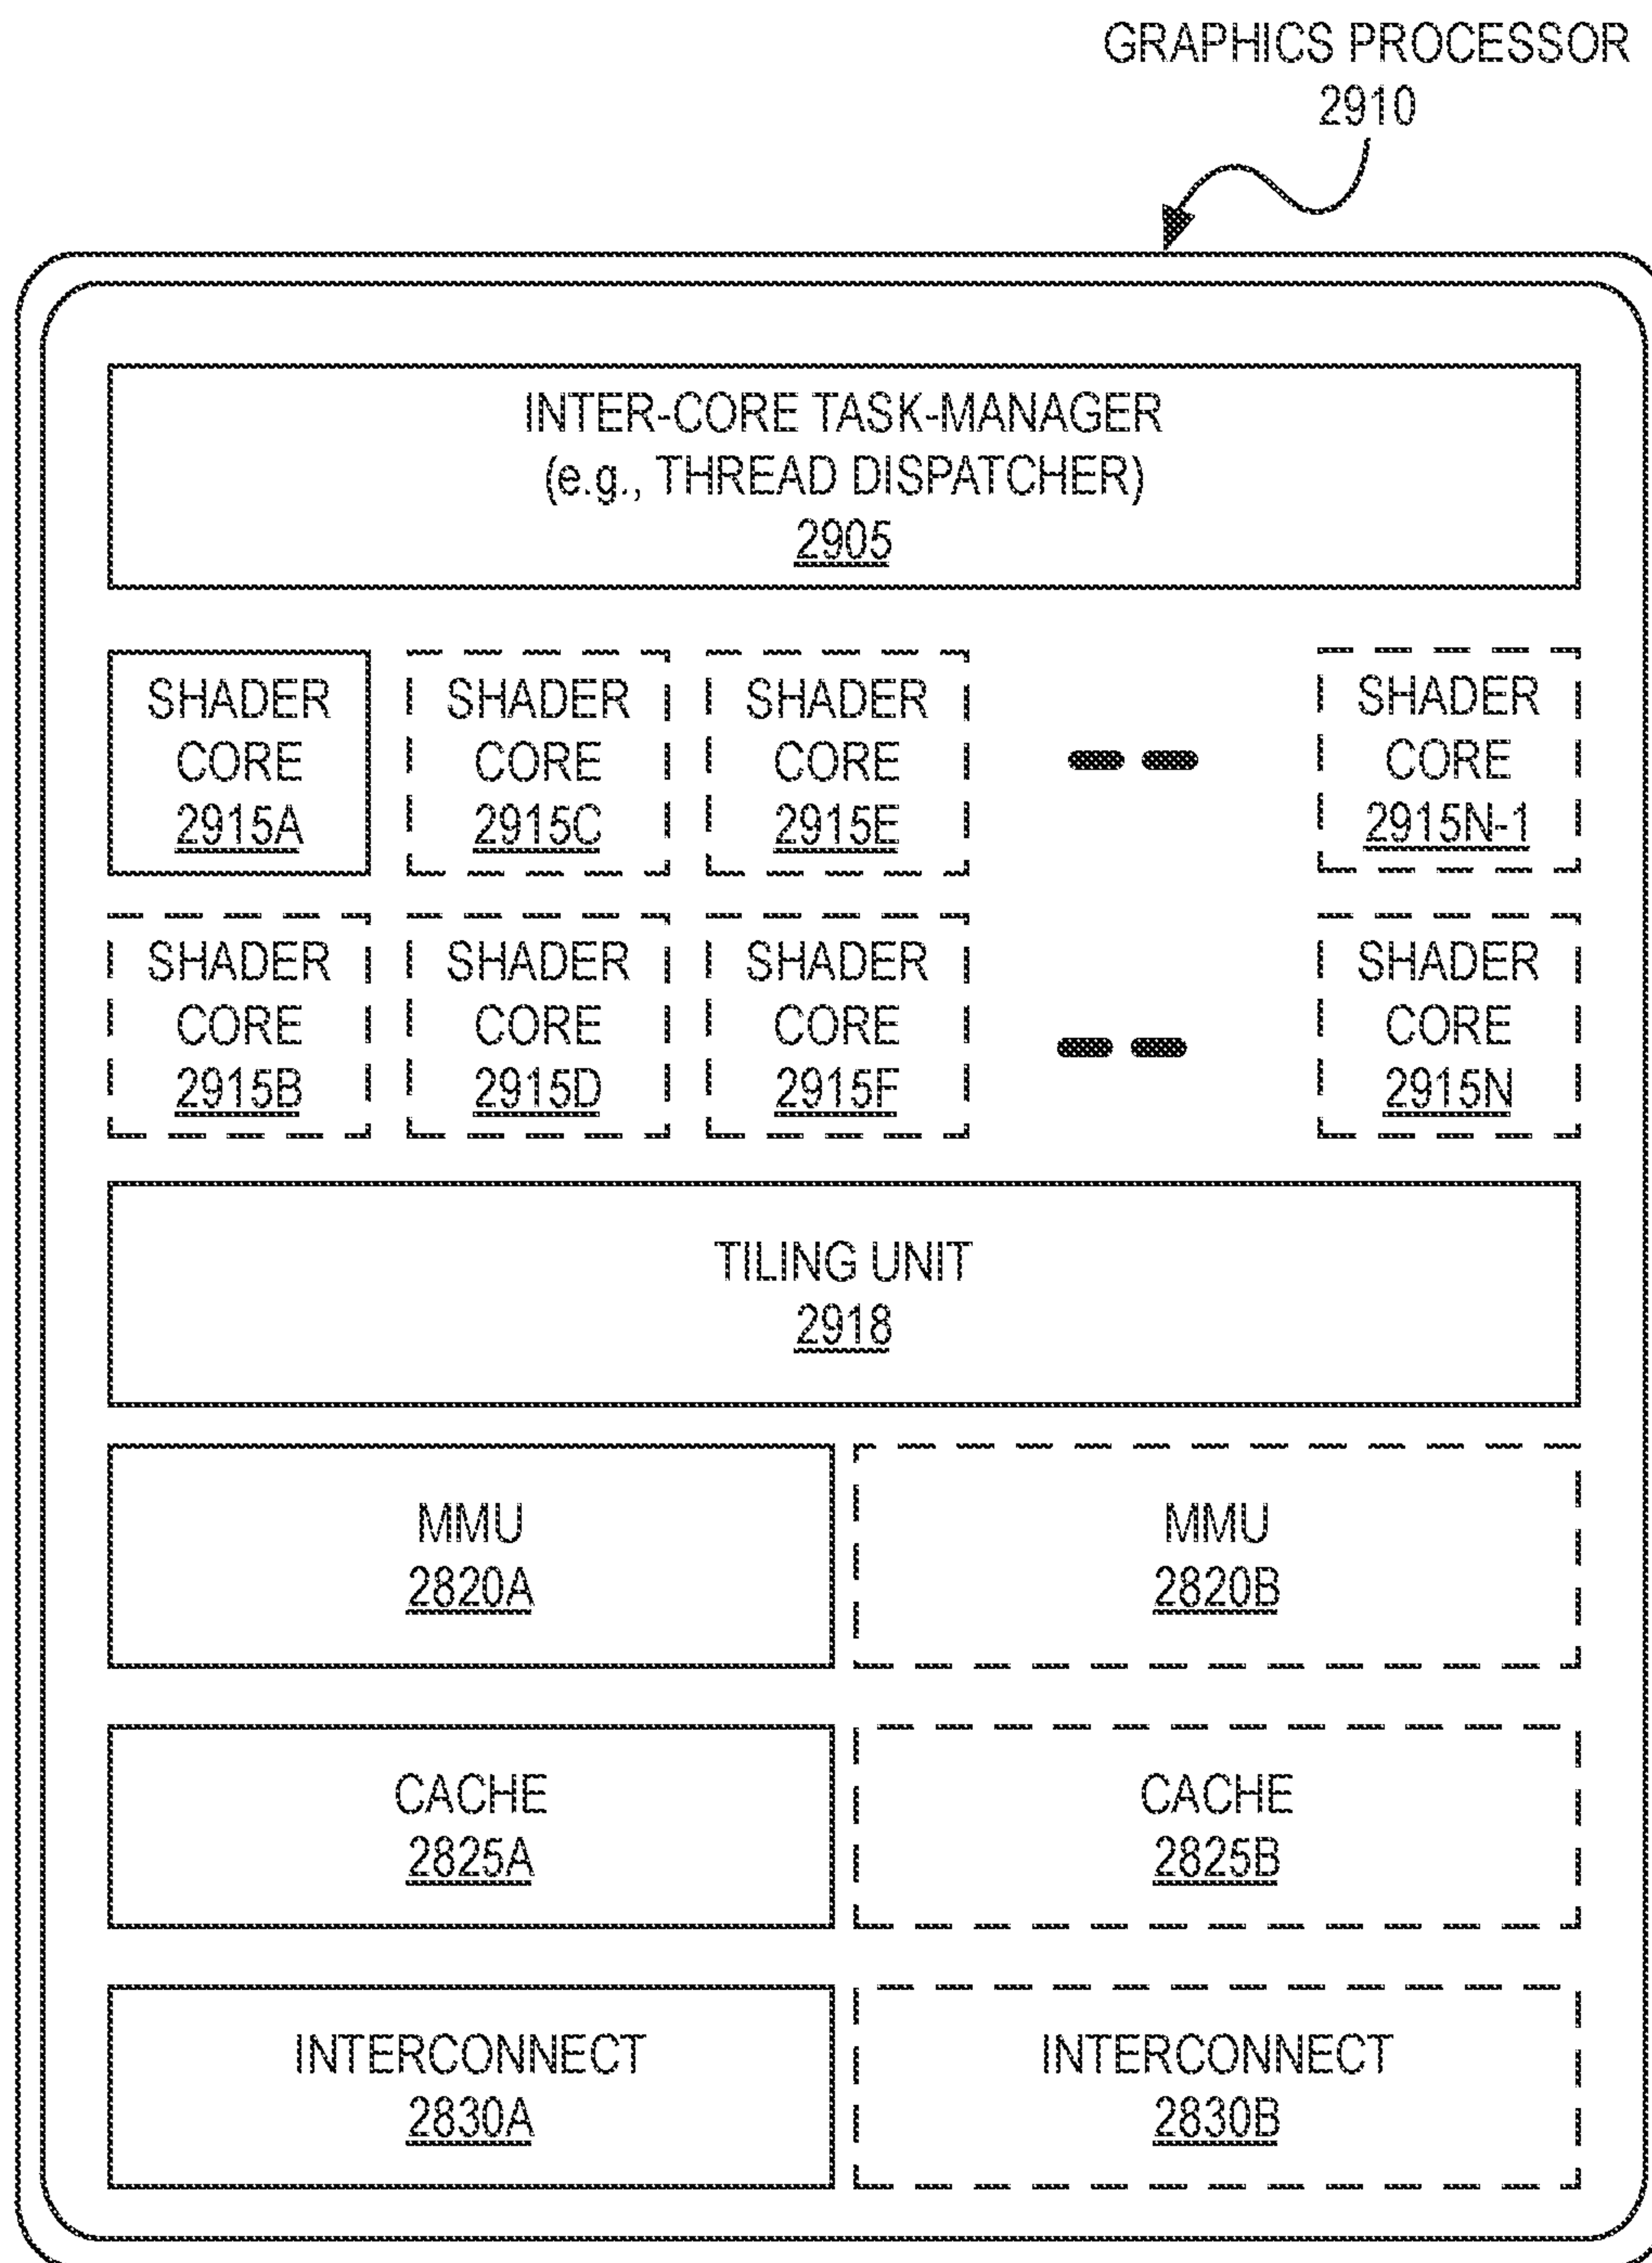 GRAPHICS PROCESSOR
2910
INTER-CORE TASK-MANAGER
(e.g., THREAD DISPATCHER)
2905
SHADER
CORE
2915A
SHADER
CORE
2915C
SHADER
CORE
2915E
SHADER
CORE
2915N-1
SHADER
CORE
2915B
SHADER
CORE
2915D
SHADER
CORE
2915F
SHADER
CORE
2915N
TILING UNIT
2918
MMU
2820A
MMU
2820B
CACHE
2825A
CACHE
2825B
INTERCONNECT
2830A
INTERCONNECT
2830B